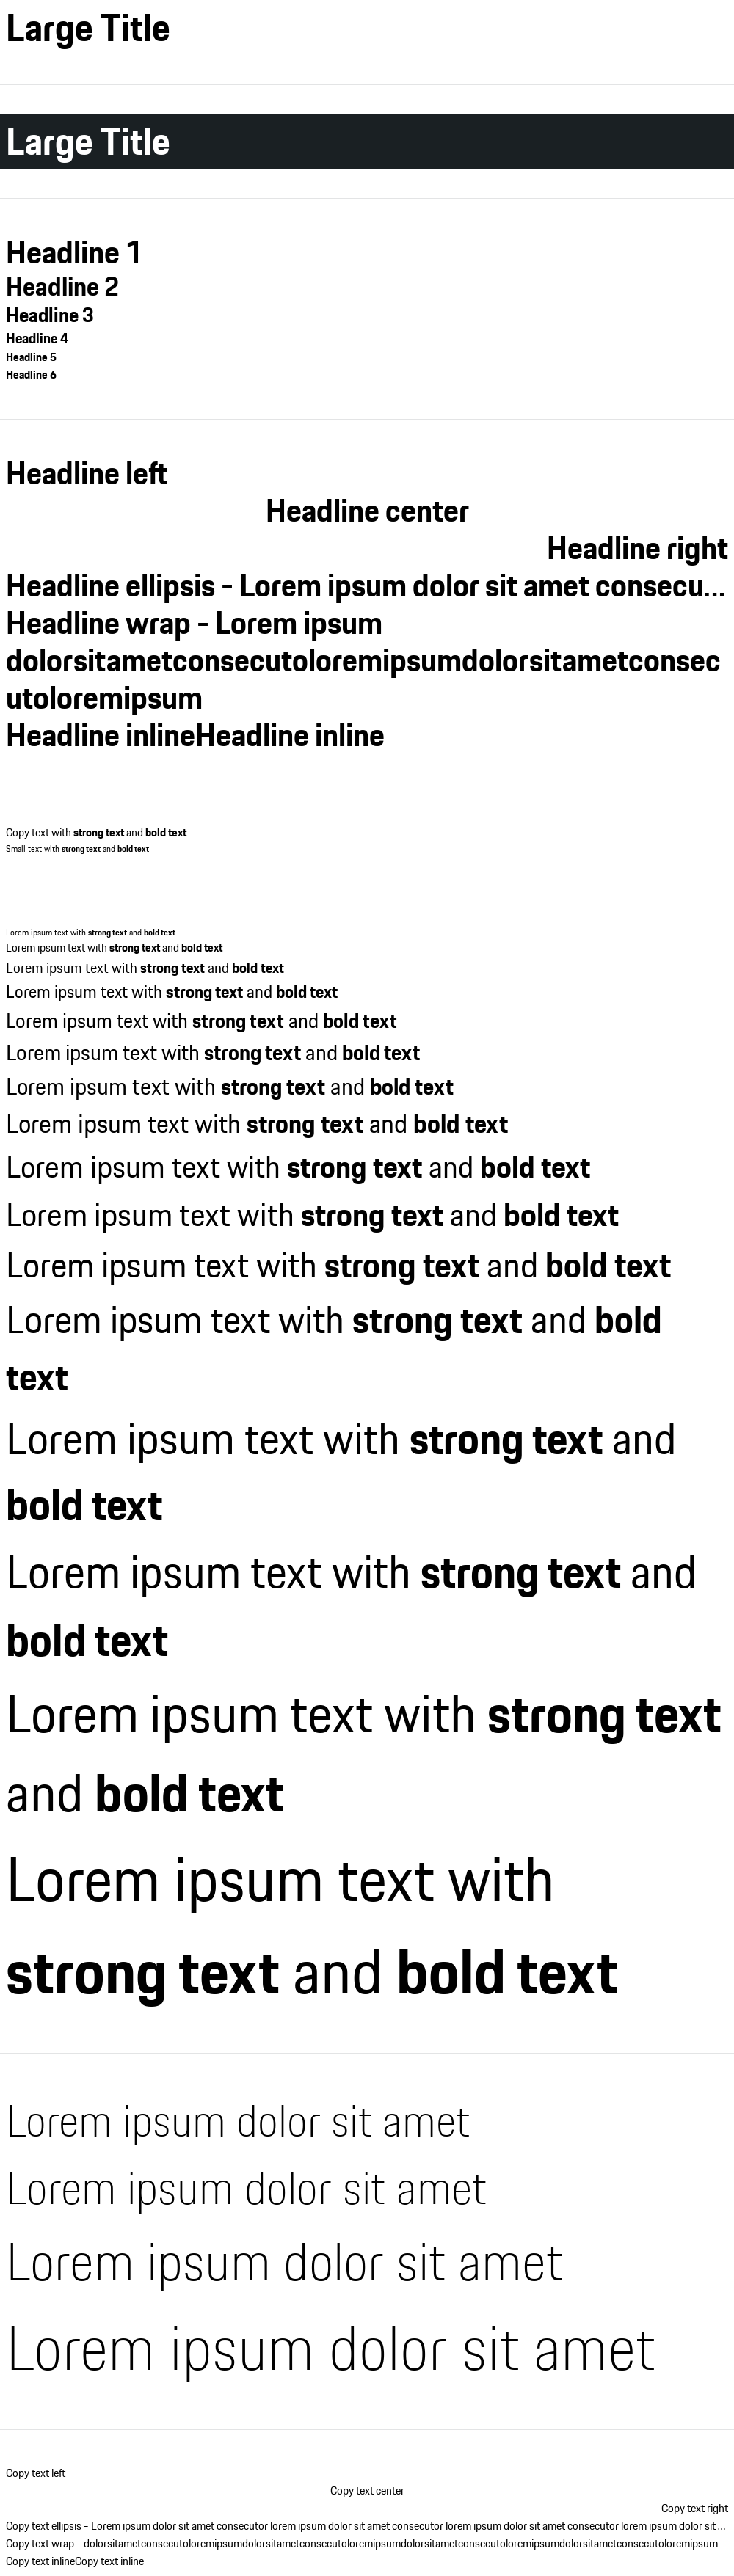 Large Title
Large Title
Headline 1
Headline 2
Headline 3
Headline 4
Headline 5
Headline 6
Headline left
Headline center
Headline right
Headline ellipsis - Lorem ipsum dolor sit amet consecu...
Headline wrap - Lorem ipsum
dolorsitametconsecutoloremipsumdolorsitametconsec
utoloremipsum
Headline inlineHeadline inline
Copy text with strong text and bold text
Small text with strong text and bold text
Lorem ipsum text with strong text and bold text
Lorem ipsum text with strong text and bold text
Lorem ipsum text with strong text and bold text
Lorem ipsum text with strong text and bold text
Lorem ipsum text with strong text and bold text
Lorem ipsum text with strong text and bold text
Lorem ipsum text with strong text and bold text
Lorem ipsum text with strong text and bold text
Lorem ipsum text with strong text and bold text
Lorem ipsum text with strong text and bold text
Lorem ipsum text with strong text and bold text
Lorem ipsum text with strong text and bold
text
Lorem ipsum text with strong text and
bold text
Lorem ipsum text with strong text and
bold text
Lorem ipsum text with strong text
and bold text
Lorem ipsum text with
strong text and bold text
Lorem ipsum dolor sit amet
Lorem ipsum dolor sit amet
Lorem ipsum dolor sit amet
Lorem ipsum dolor sit amet
Copy text left
Copy text center
Copy text right
Copy text ellipsis - Lorem ipsum dolor sit amet consecutor lorem ipsum dolor sit amet consecutor lorem ipsum dolor sit amet consecutor lorem ipsum dolor sit ...
Copy text wrap - dolorsitametconsecutoloremipsumdolorsitametconsecutoloremipsumdolorsitametconsecutoloremipsumdolorsitametconsecutoloremipsum
Copy text inlineCopy text inline